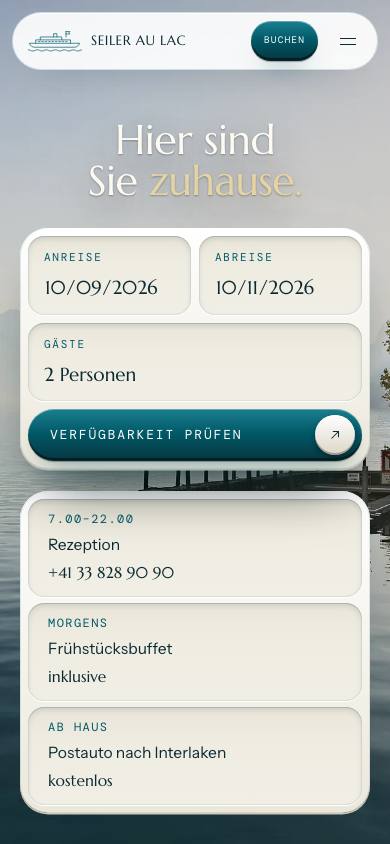 SEILER AU LAC
BUCHEN
Hier sind
Sie zuhause.
ANREISE
10/09/2026
ABREISE
10/11/2026
GÄSTE
2 Personen
VERFÜGBARKEIT PRÜFEN
7.00–22.00
Rezeption
+41 33 828 90 90
MORGENS
Frühstücksbuffet
inklusive
AB HAUS
Postauto nach Interlaken
kostenlos